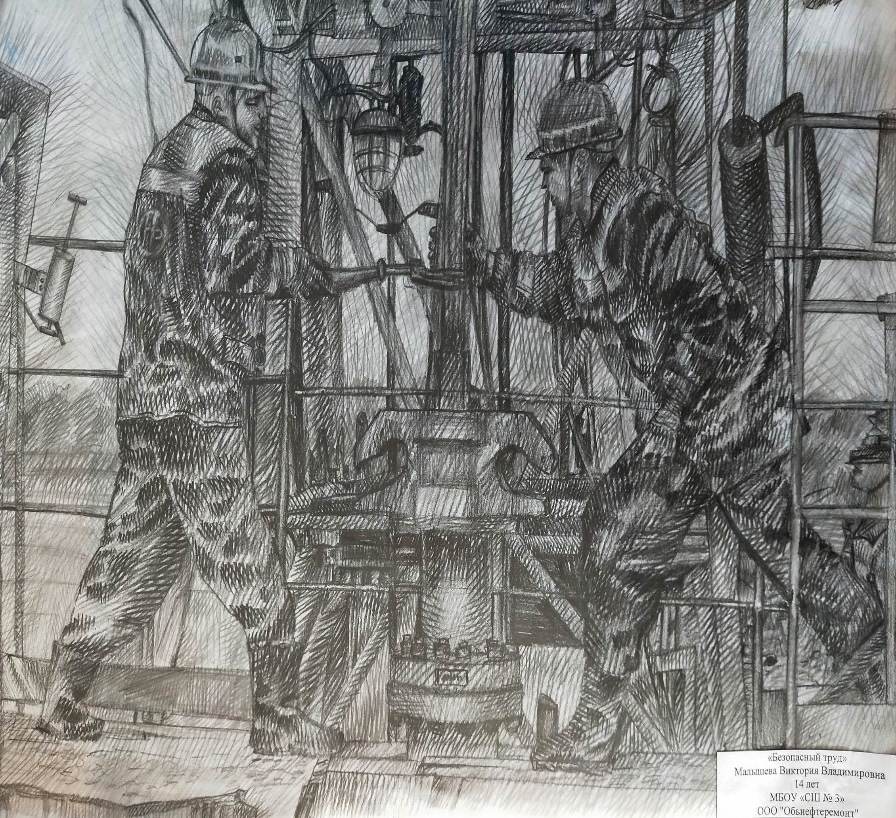 «Безопасный труд»
Малышева Виктория Владимировна
14 лет
МБОУ «СШ № 3»
ООО "Обьнефтеремонт"